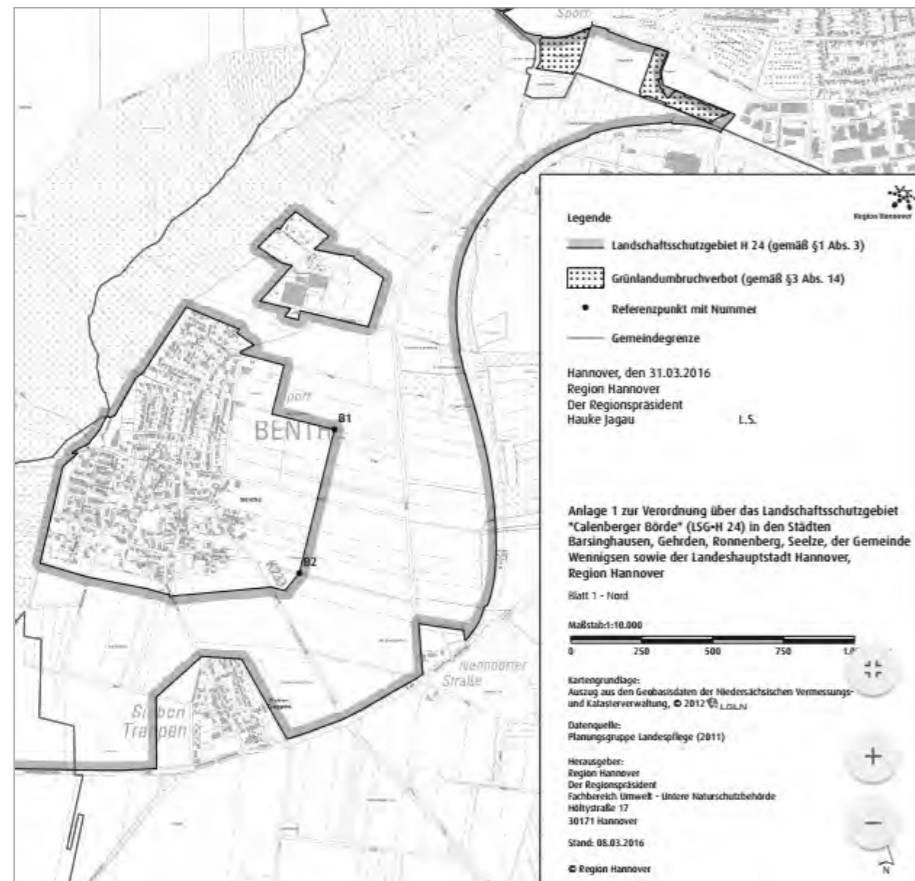 Sport
Sport
BENTHE
B1
Benthe
B2
K233
Nenndorfer
Straße
Sieben
Trappen
Region Hannover
Legende
Landschaftsschutzgebiet H 24 (gemäß §1 Abs. 3)
Grünlandumbruchverbot (gemäß §3 Abs. 14)
Referenzpunkt mit Nummer
Gemeindegrenze
Hannover, den 31.03.2016
Region Hannover
Der Regionspräsident
Hauke Jagau L.S.
Anlage 1 zur Verordnung über das Landschaftsschutzgebiet
"Calenberger Börde" (LSG-H 24) in den Städten
Barsinghausen, Gehrden, Ronnenberg, Seelze, der Gemeinde
Wennigsen sowie der Landeshauptstadt Hannover,
Region Hannover
Blatt 1 - Nord
Maßstab:1:10.000
0 250 500 750
Kartengrundlage:
Auszug aus den Geobasisdaten der Niedersächsischen Vermessungs-
und Katasterverwaltung, © 2012 LGLN
Datenquelle:
Planungsgruppe Landespflege (2011)
Herausgeber:
Region Hannover
Der Regionspräsident
Fachbereich Umwelt - Untere Naturschutzbehörde
Höltystraße 17
30171 Hannover
Stand: 08.03.2016
© Region Hannover
N